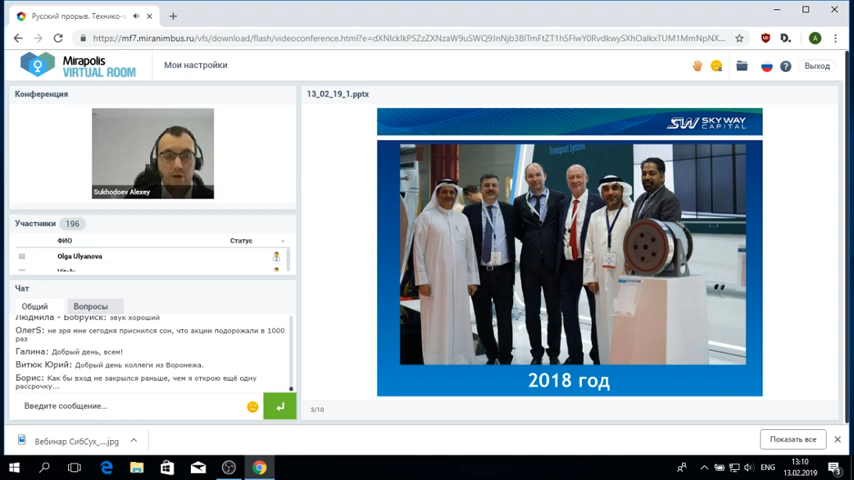 Русский прорыв. Технико-э
https://mf7.miranimbus.ru/vfs/download/flash/videoconference.html?e=
Mirapolis
VIRTUAL ROOM
Мои настройки
Выход
Конференция
Sukhodoev Alexey
Участники 196
ФИО Статус
Olga Ulyanova
Чат
Общий Вопросы
Людмила - Бобруйск: звук хороший
ОлегS: не зря мне сегодня приснился сон, что акции подорожали в 1000
раз
Галина: Добрый день, всем!
Витюк Юрий: Добрый день коллеги из Воронежа.
Борис: Как бы вход не закрылся раньше, чем я открою ещё одну
рассрочку...
Введите сообщение...
13_02_19_1.pptx
SW SKY WAY
CAPITAL
Transport Systems
2018 год
3/10
Вебинар СибСух_....jpg
Показать все
ENG
13:10
13.02.2019
3